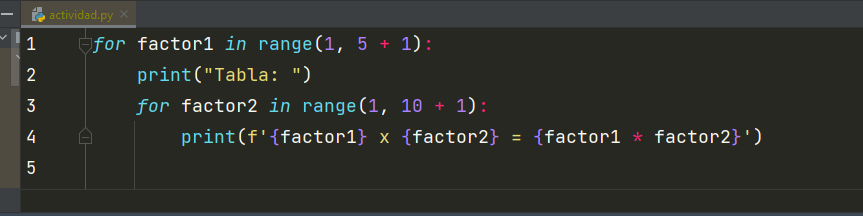 actividad.py
1 for factor1 in range(1, 5 + 1):
2     print("Tabla: ")
3     for factor2 in range(1, 10 + 1):
4         print(f'{factor1} x {factor2} = {factor1 * factor2}')
5